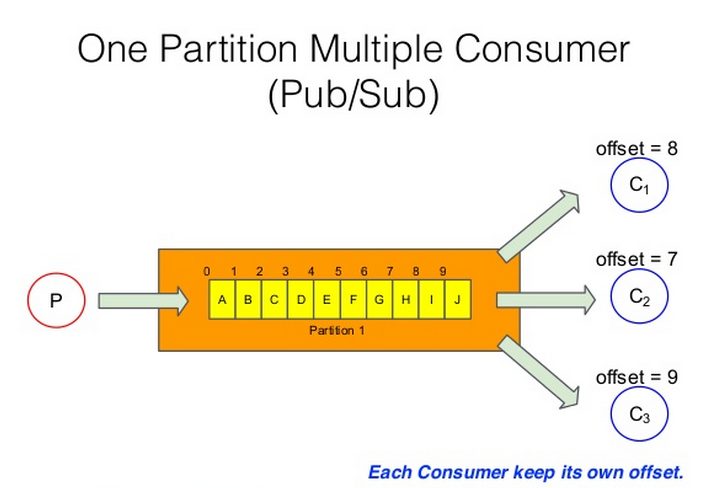 One Partition Multiple Consumer
(Pub/Sub)
offset = 8
C₁
offset = 7
C₂
offset = 9
C₃
P
0 1 2 3 4 5 6 7 8 9
A B C D E F G H I J
Partition 1
Each Consumer keep its own offset.